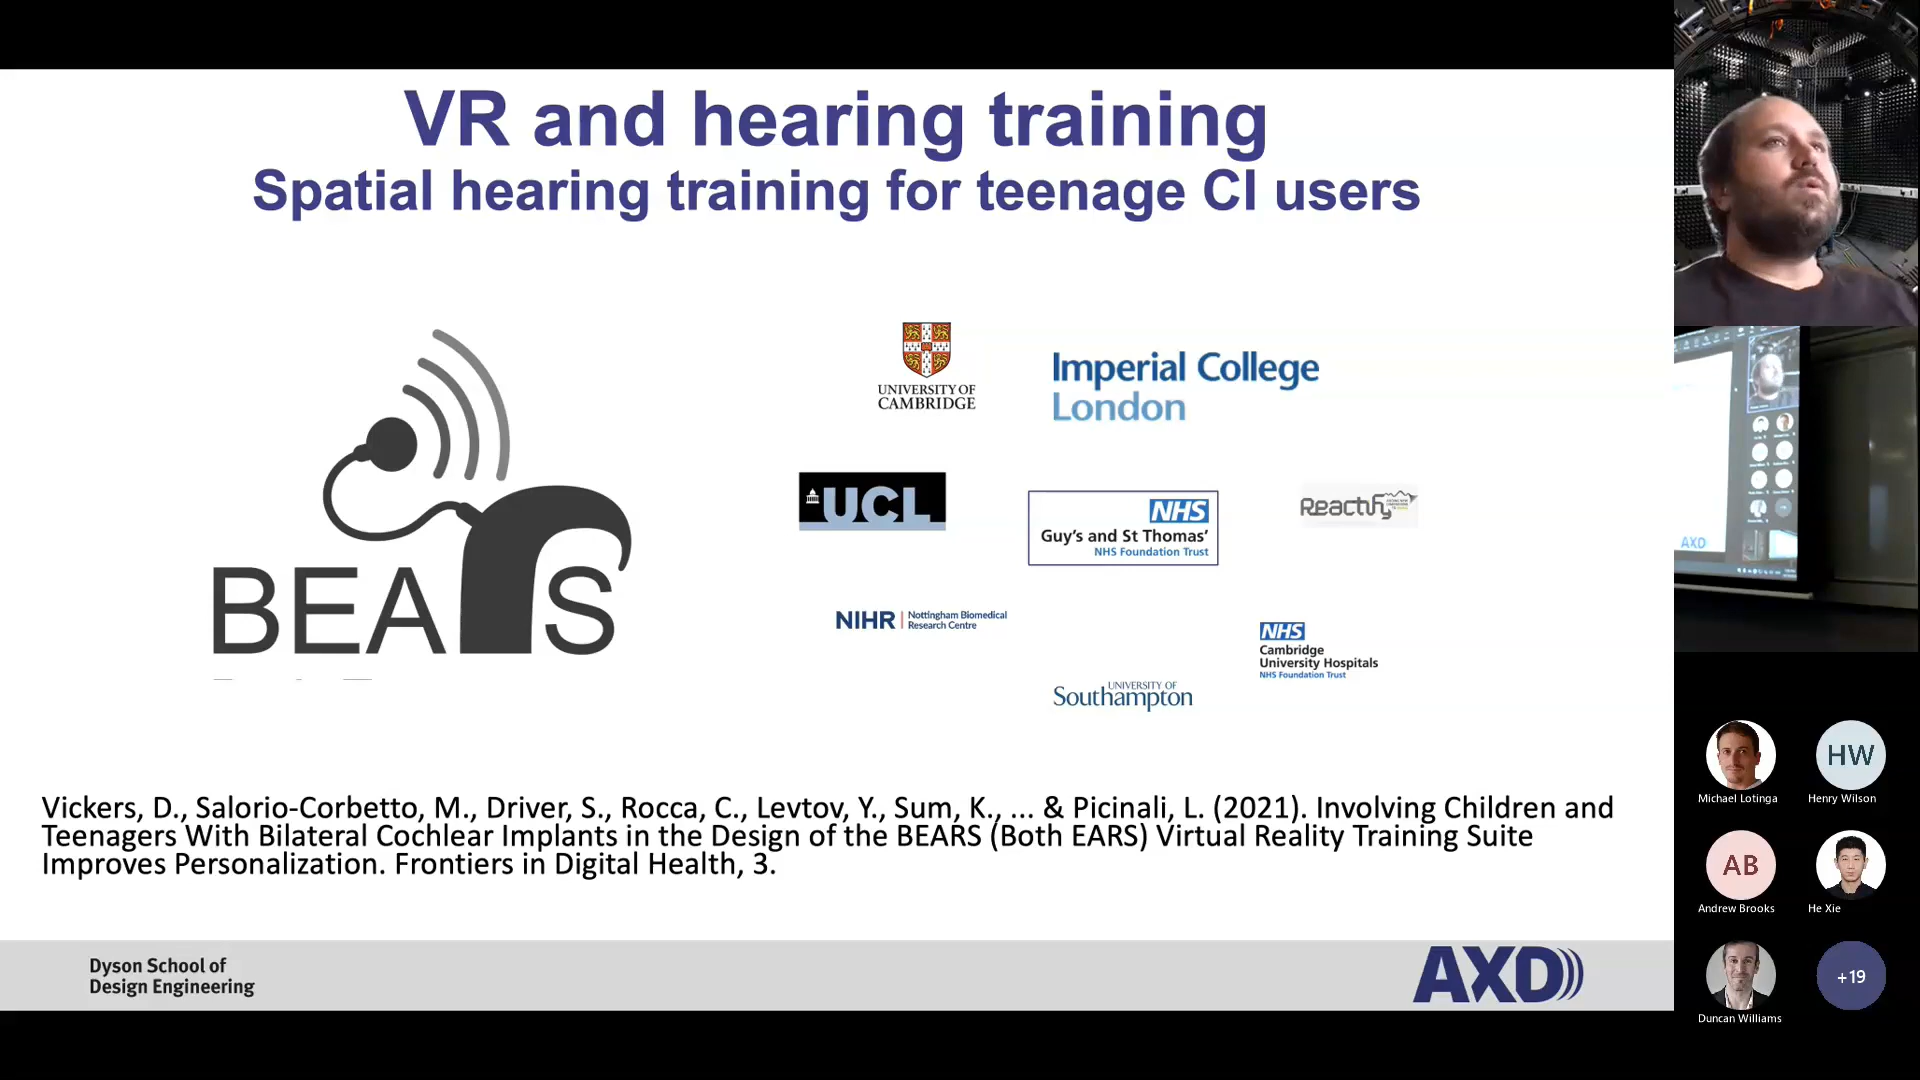 VR and hearing training
Spatial hearing training for teenage CI users
BEARS
UNIVERSITY OF
CAMBRIDGE
Imperial College
London
UCL
NHS
Guy's and St Thomas'
NHS Foundation Trust
Reactify
NIHR | Nottingham Biomedical
Research Centre
NHS
Cambridge
University Hospitals
NHS Foundation Trust
UNIVERSITY OF
Southampton
Vickers, D., Salorio-Corbetto, M., Driver, S., Rocca, C., Levtov, Y., Sum, K., ... & Picinali, L. (2021). Involving Children and
Teenagers With Bilateral Cochlear Implants in the Design of the BEARS (Both EARS) Virtual Reality Training Suite
Improves Personalization. Frontiers in Digital Health, 3.
Dyson School of
Design Engineering
AXD
AXD
HW
Michael Lotinga
Henry Wilson
AB
Andrew Brooks
He Xie
+19
Duncan Williams